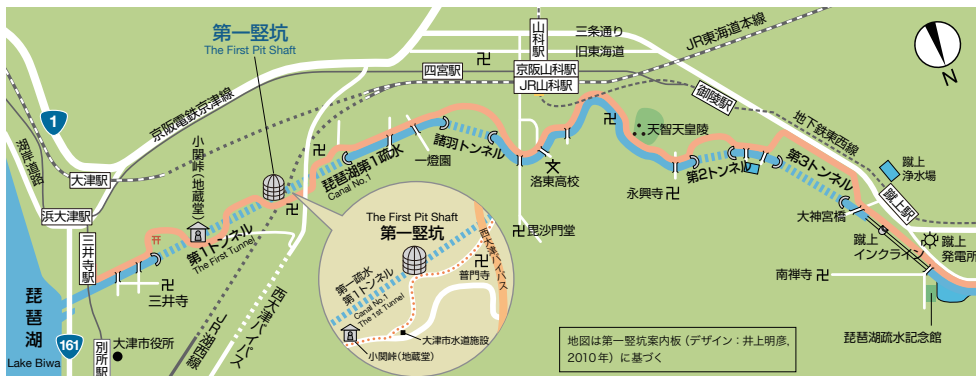 第一竪坑
The First Pit Shaft
山科駅
三条通り
旧東海道
JR東海道本線
N
四宮駅
卍
京阪山科駅
JR山科駅
御陵駅
地下鉄東西線
1
京阪電鉄京津線
湖岸道路
大津駅
小関峠(地蔵堂)
卍
琵琶湖第1疏水
Canal No.1
一燈園
諸羽トンネル
天智天皇陵
洛東高校
第2トンネル
永興寺卍
第3トンネル
蹴上
浄水場
蹴上駅
大神宮橋
浜大津駅
三井寺駅
第1トンネル
The First Tunnel
卍
卍
三井寺
卍毘沙門堂
蹴上
インクライン
蹴上
発電所
南禅寺卍
琵琶湖疏水記念館
琵琶湖
Lake Biwa
161
大津市役所
別所駅
JR湖西線
西大津バイパス
The First Pit Shaft
第一竪坑
第一疏水
第1トンネル
Canal No.1
The 1st Tunnel
卍
普門寺
西大津バイパス
大津市水道施設
小関峠(地蔵堂)
地図は第一竪坑案内板(デザイン:井上明彦,
2010年)に基づく